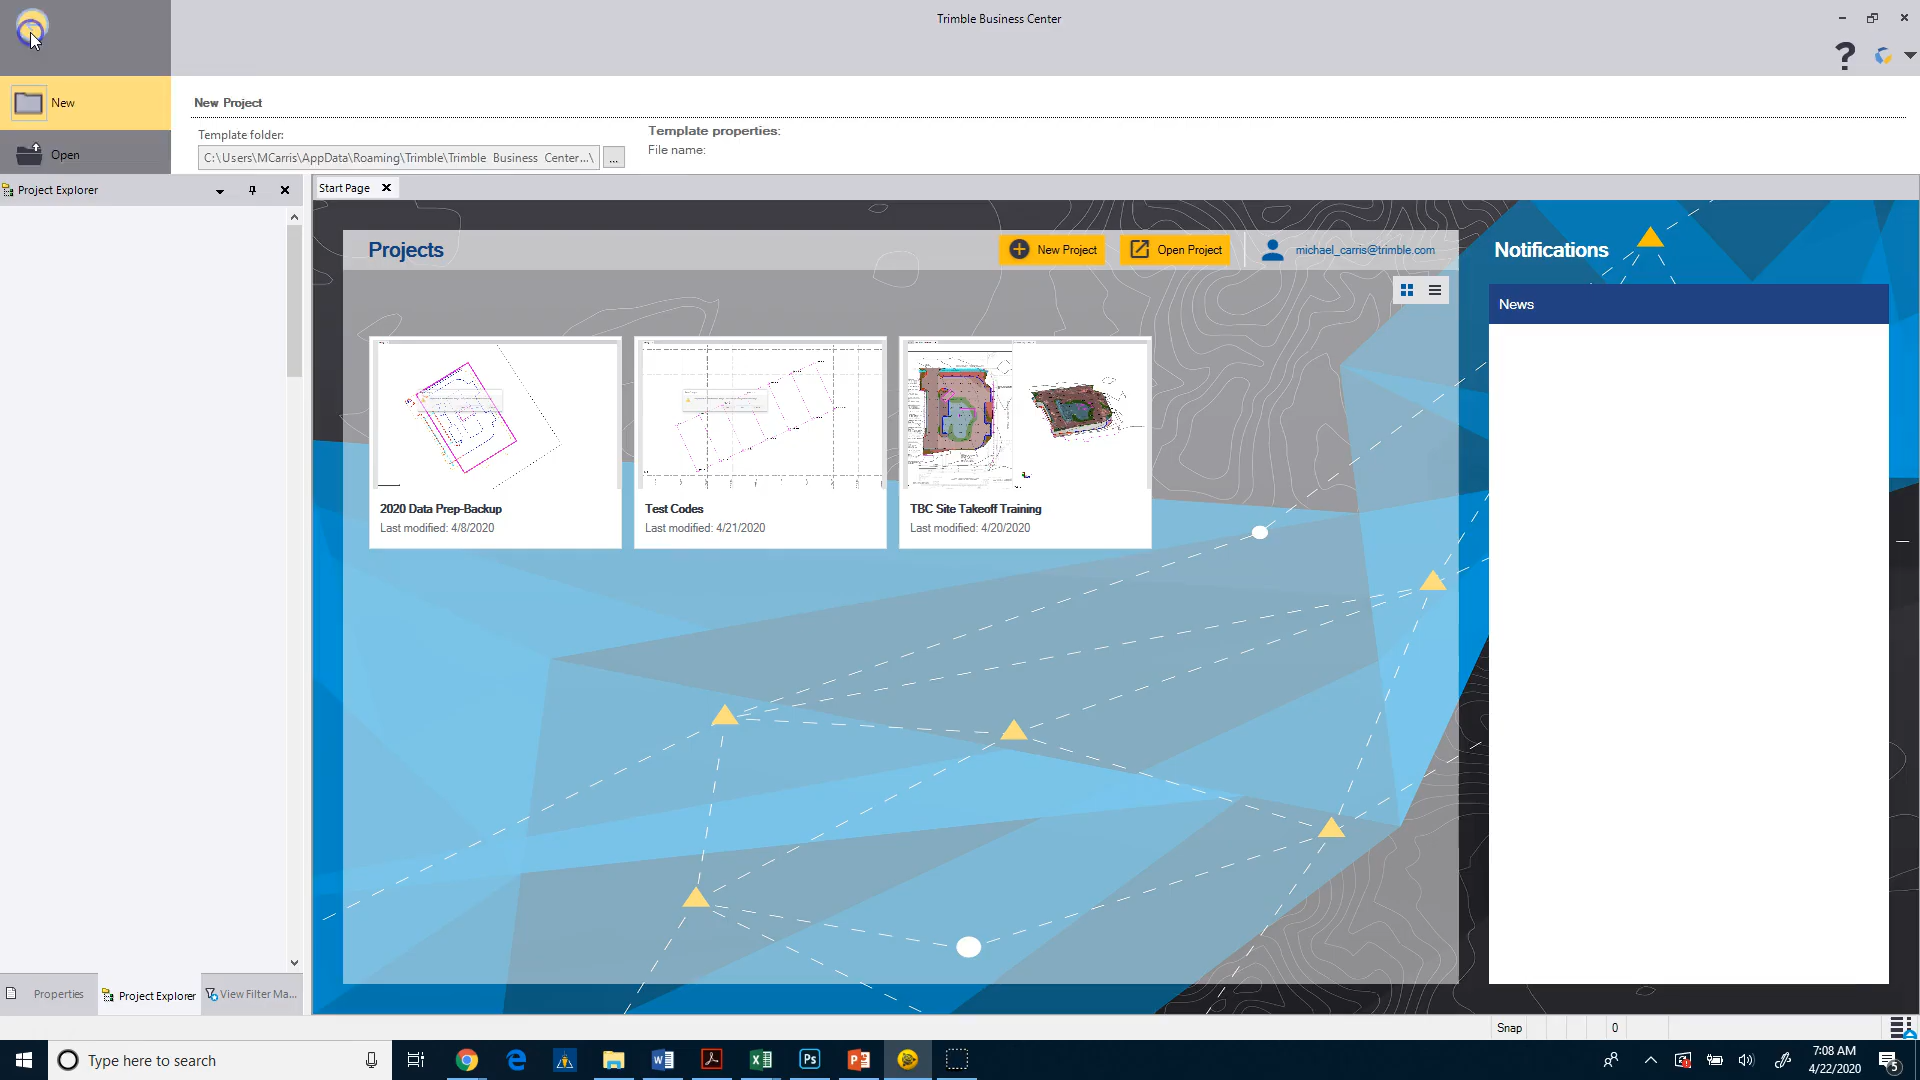 Trimble Business Center
New
Open
New Project
Template folder:
C:\Users\MCarris\AppData\Roaming\Trimble\Trimble Business Center...\
...
Template properties:
File name:
Project Explorer
Start Page
Projects
New Project
Open Project
michael_carris@trimble.com
Notifications
News
2020 Data Prep-Backup
Last modified: 4/8/2020
Test Codes
Last modified: 4/21/2020
TBC Site Takeoff Training
Last modified: 4/20/2020
Properties
Project Explorer
View Filter Ma...
Snap
0
Type here to search
7:08 AM
4/22/2020
5